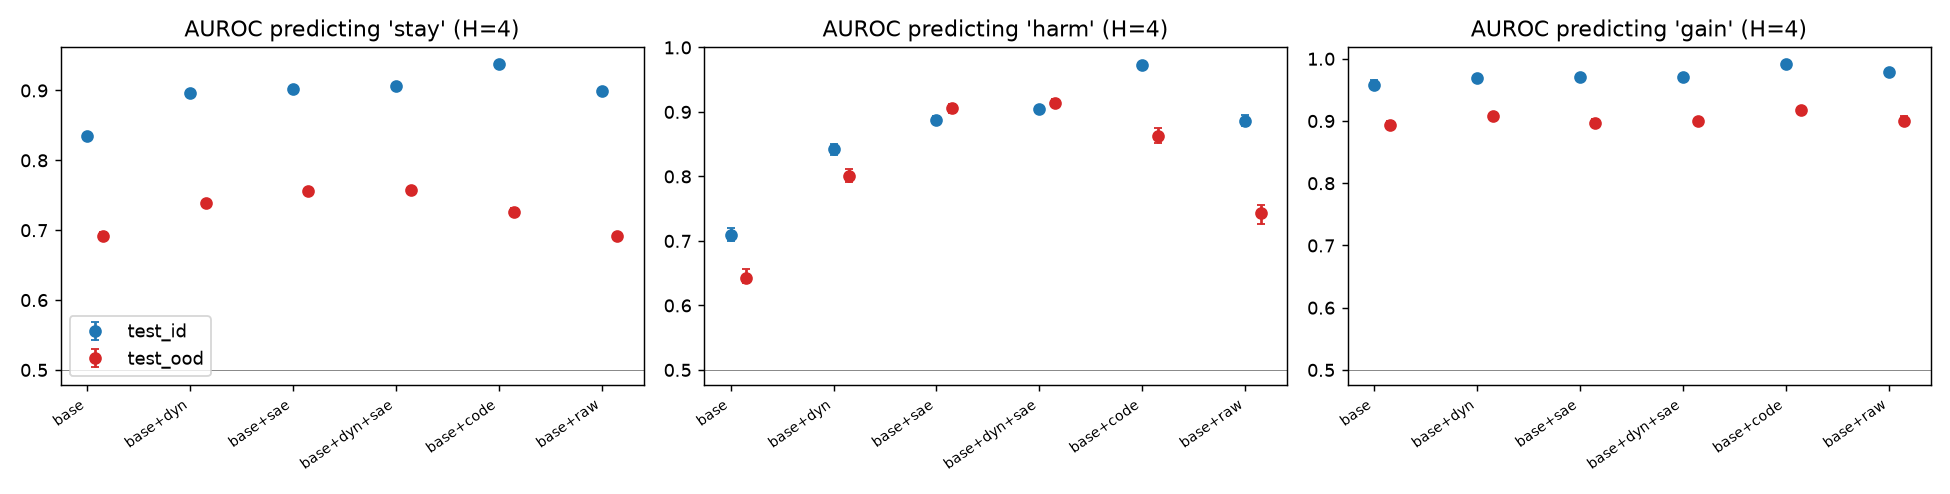 AUROC predicting 'stay' (H=4)
0.9
0.8
0.7
0.6
0.5
test_id
test_ood
base
base+dyn
base+sae
base+dyn+sae
base+code
base+raw
AUROC predicting 'harm' (H=4)
1.0
0.9
0.8
0.7
0.6
0.5
base
base+dyn
base+sae
base+dyn+sae
base+code
base+raw
AUROC predicting 'gain' (H=4)
1.0
0.9
0.8
0.7
0.6
0.5
base
base+dyn
base+sae
base+dyn+sae
base+code
base+raw